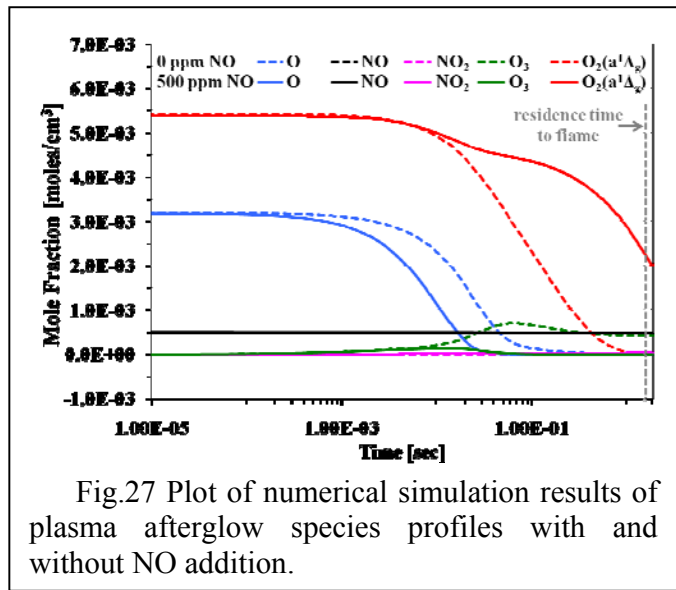 7.0E-03
6.0E-03
5.0E-03
4.0E-03
3.0E-03
2.0E-03
1.0E-03
0.0E+00
-1.0E-03
Mole Fraction [moles/cm³]
0 ppm NO O NO NO₂ O₃ O₂(a¹Δg)
500 ppm NO O NO NO₂ O₃ O₂(a¹Δg)
residence time
to flame
1.00E-05 1.00E-03 1.00E-01
Time [sec]
Fig.27 Plot of numerical simulation results of
plasma afterglow species profiles with and
without NO addition.